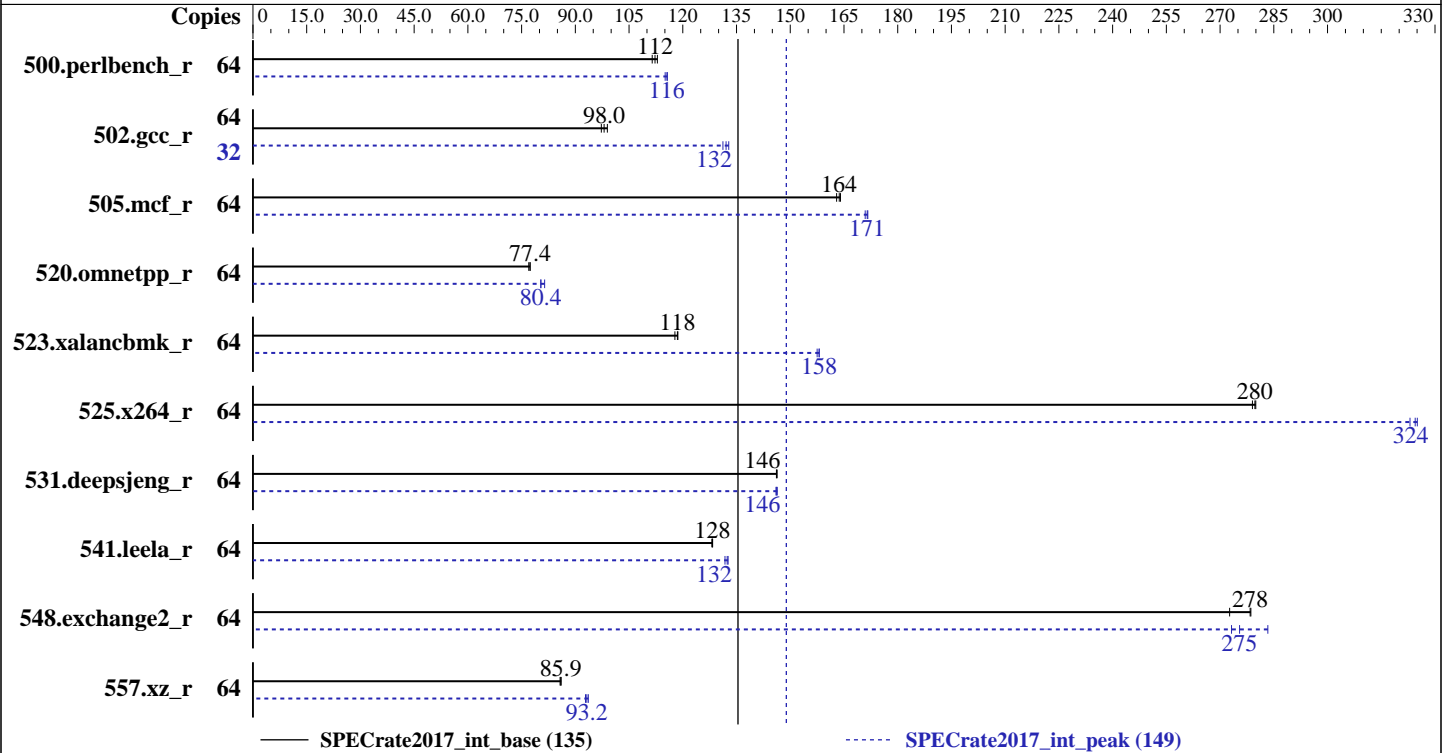 Copies 0 15.0 30.0 45.0 60.0 75.0 90.0 105 120 135 150 165 180 195 210 225 240 255 270 285 300 330
112
500.perlbench_r 64
116
64 98.0
502.gcc_r
32 132
164
505.mcf_r 64
171
77.4
520.omnetpp_r 64
80.4
118
523.xalancbmk_r 64
158
280
525.x264_r 64
324
146
531.deepsjeng_r 64
146
128
541.leela_r 64
132
278
548.exchange2_r 64
275
85.9
557.xz_r 64
93.2
SPECrate2017_int_base (135) SPECrate2017_int_peak (149)